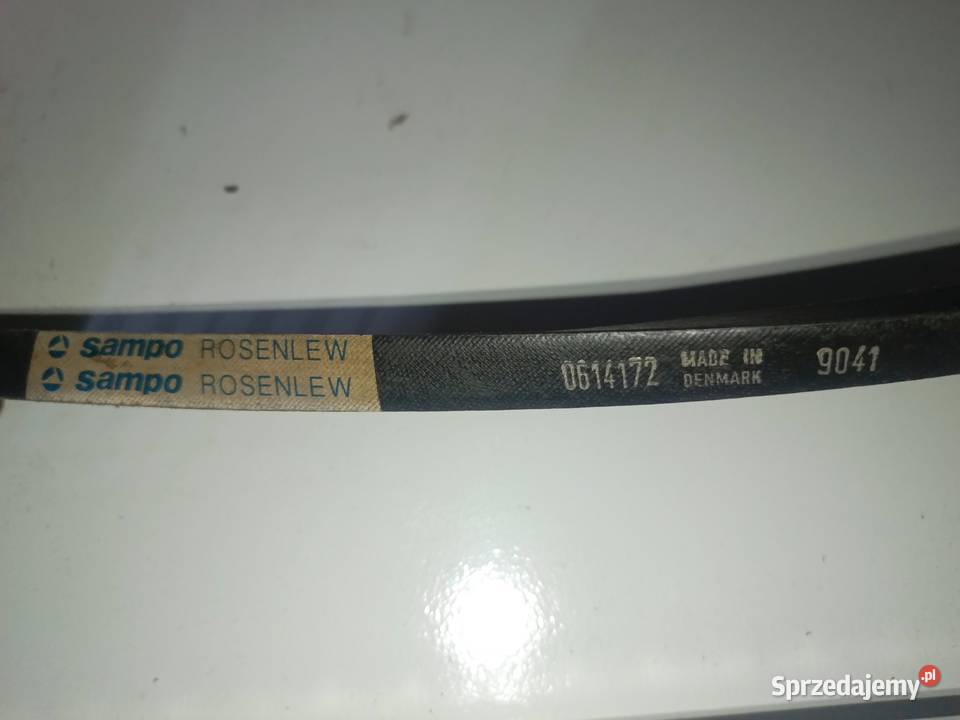 sampo ROSENLEW
sampo ROSENLEW
0614172 MADE IN DENMARK 9041
Sprzedajemy.pl